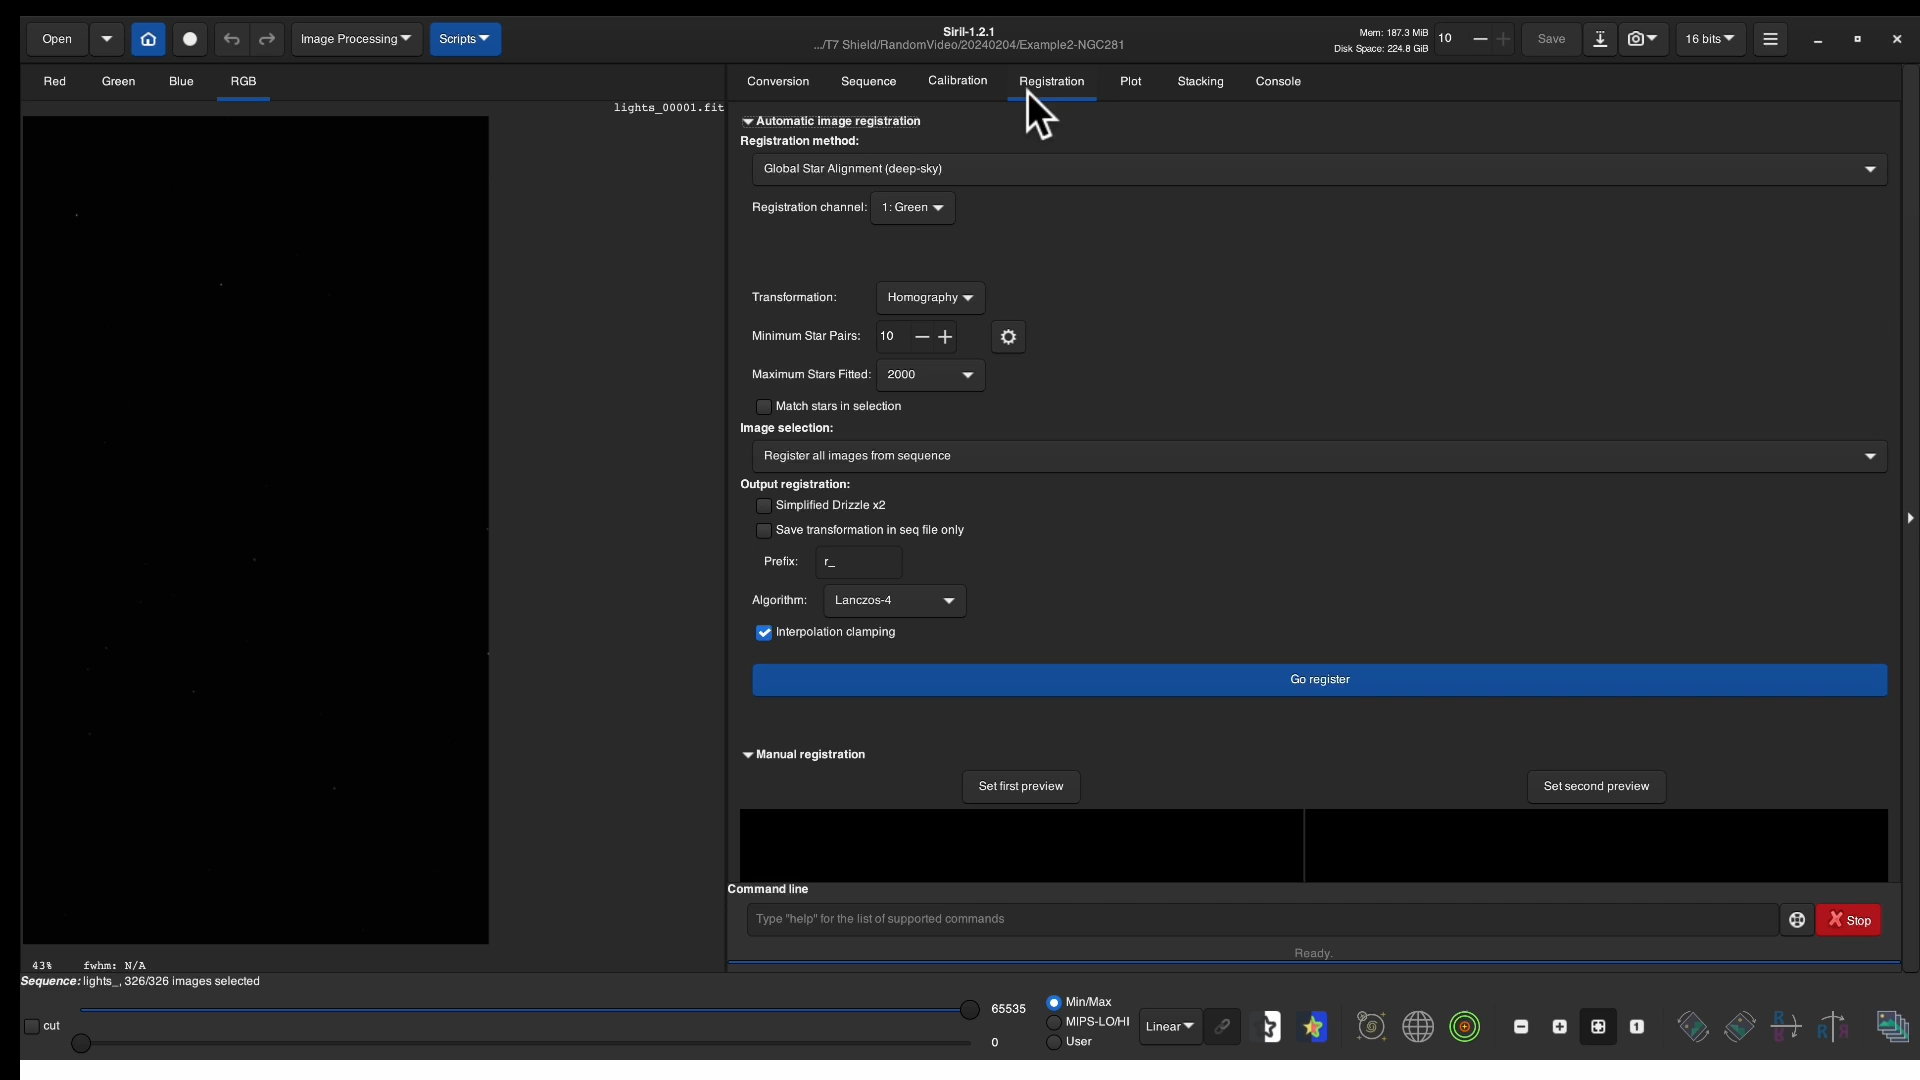 Open
Image Processing
Scripts
Siril-1.2.1
.../T7 Shield/RandomVideo/20240204/Example2-NGC281
Mem: 187.3 MiB
Disk Space: 224.8 GiB
10
Save
16 bits
Red Green Blue RGB
Conversion Sequence Calibration Registration Plot Stacking Console
lights_00001.fit
Automatic image registration
Registration method:
Global Star Alignment (deep-sky)
Registration channel: 1: Green
Transformation: Homography
Minimum Star Pairs: 10
Maximum Stars Fitted: 2000
Match stars in selection
Image selection:
Register all images from sequence
Output registration:
Simplified Drizzle x2
Save transformation in seq file only
Prefix: r_
Algorithm: Lanczos-4
Interpolation clamping
Go register
Manual registration
Set first preview
Set second preview
Command line
Type "help" for the list of supported commands
Stop
Ready.
43% fwhm: N/A
Sequence: lights_, 326/326 images selected
cut
65535
0
Min/Max
MIPS-LO/HI
User
Linear
1
R
R
R R